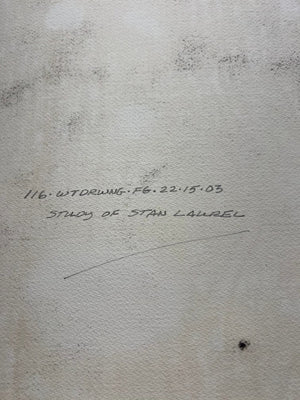 116·WTDRWNG·FG·22·15·03
STUDY OF STAN LAUREL